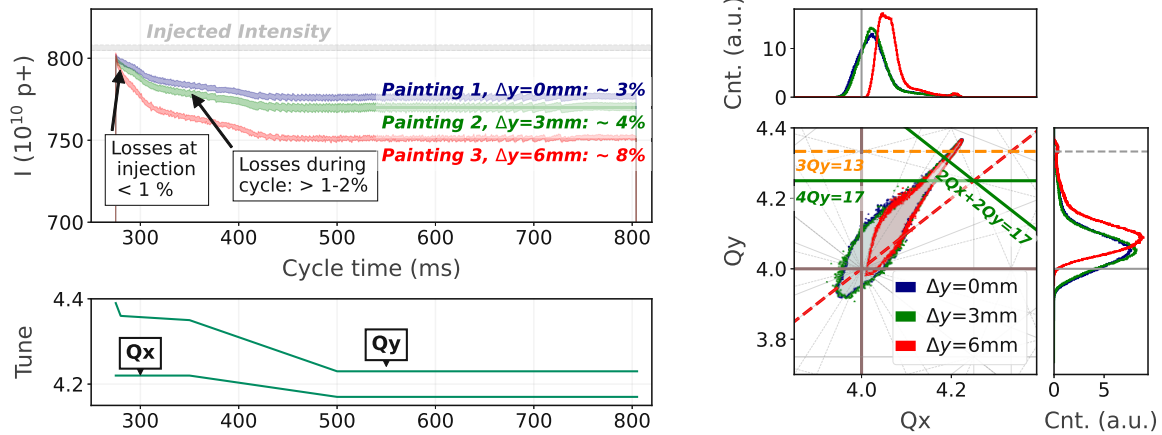 Injected Intensity
I (10¹⁰ p+)
800
750
700
Painting 1, Δy=0mm: ~ 3%
Painting 2, Δy=3mm: ~ 4%
Painting 3, Δy=6mm: ~ 8%
Losses at
injection
< 1 %
Losses during
cycle: > 1-2%
300
400
500
600
700
800
Cycle time (ms)
Tune
4.4
4.2
Qx
Qy
300
400
500
600
700
800
Cnt. (a.u.)
10
0
Qy
4.4
4.2
4.0
3.8
3Qy=13
4Qy=17
2Qx+2Qy=17
Δy=0mm
Δy=3mm
Δy=6mm
4.0
4.2
Qx
0
5
Cnt. (a.u.)